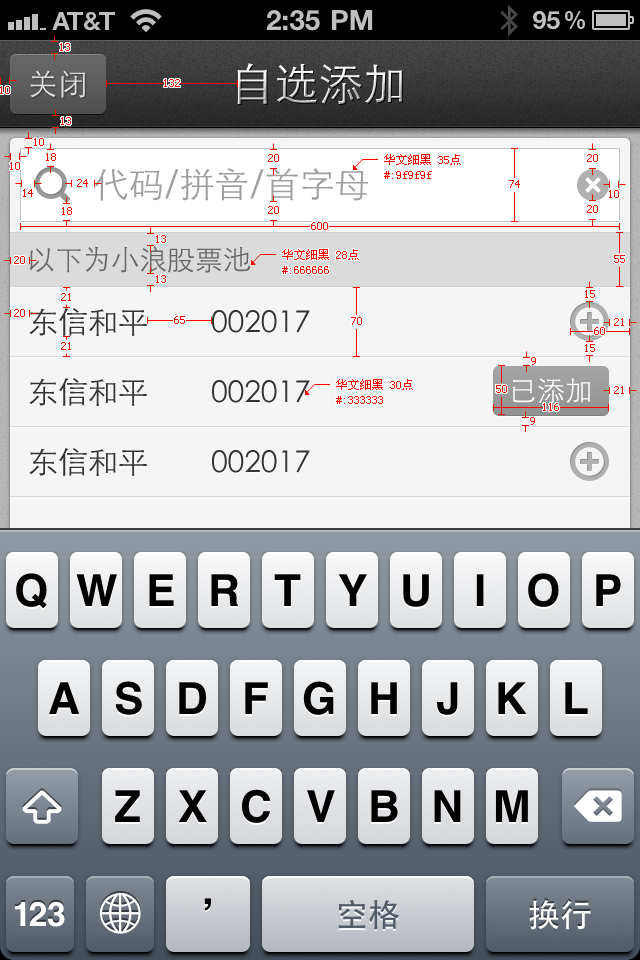 AT&T 2:35 PM 95%
13
关闭 132 自选添加
10
13
10 18 20 华文细黑 35点 20
10 #:9f9f9f
14 24 代码/拼音/首字母 74 10
18 20 20
600
13 华文细黑 28点
20 以下为小浪股票池 #:666666 55
13
21 15
20 东信和平 65 002017 70 21
60
21 15
9
东信和平 002017 华文细黑 30点 50 已添加 21
#:333333 116
9
东信和平 002017
Q W E R T Y U I O P
A S D F G H J K L
Z X C V B N M
123 ’ 空格 换行